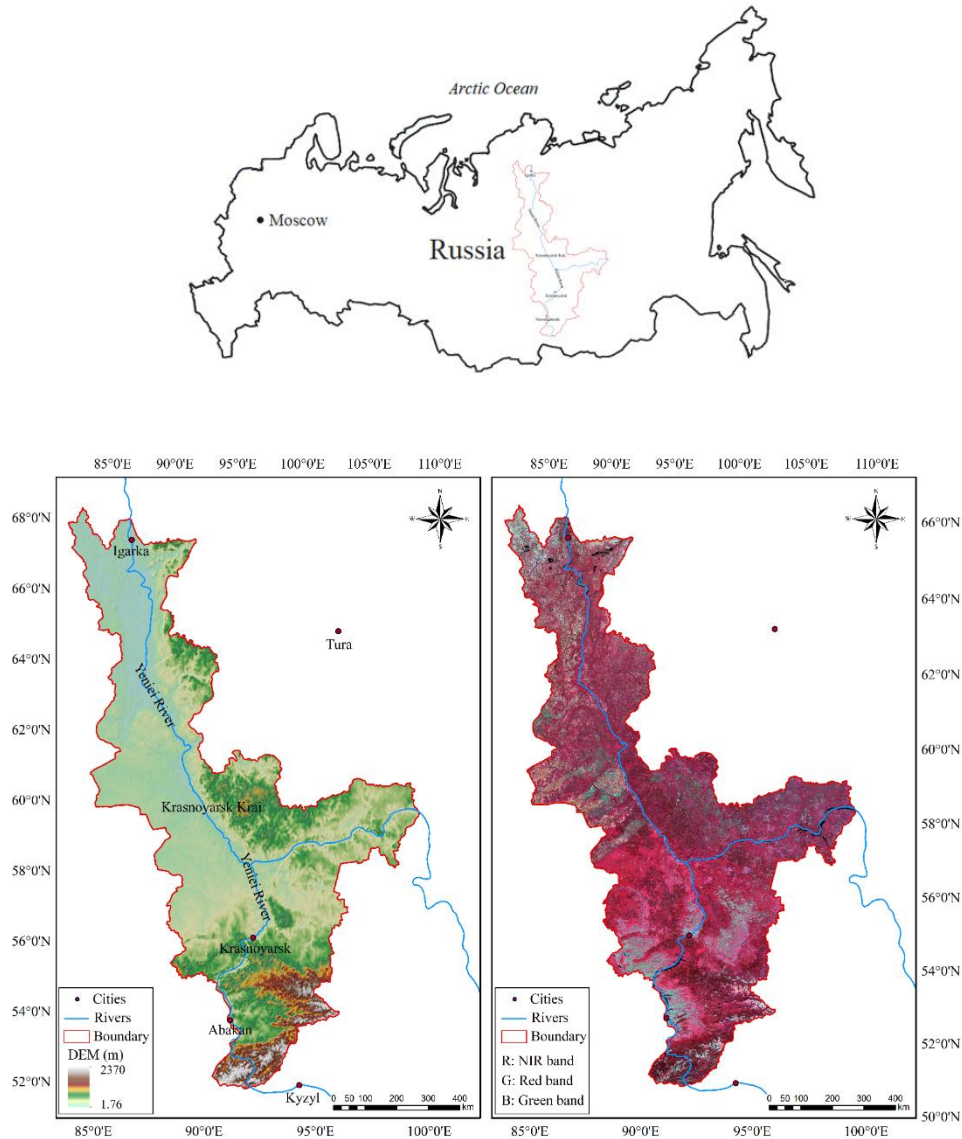 Arctic Ocean
Moscow
Russia
Krasnoyarsk Krai
85°0'E 90°0'E 95°0'E 100°0'E 105°0'E 110°0'E
68°0'N
66°0'N
64°0'N
62°0'N
60°0'N
58°0'N
56°0'N
54°0'N
52°0'N
N
W
S
Igarka
Tura
Yeniei River
Krasnoyarsk Krai
Yeniei River
Krasnoyarsk
Abakan
Kyzyl
Cities
Rivers
Boundary
DEM (m)
2370
1.76
0 50 100 200 300 400
km
85°0'E 90°0'E 95°0'E 100°0'E
85°0'E 90°0'E 95°0'E 100°0'E 105°0'E 110°0'E
66°0'N
64°0'N
62°0'N
60°0'N
58°0'N
56°0'N
54°0'N
52°0'N
50°0'N
N
W
S
Cities
Rivers
Boundary
R: NIR band
G: Red band
B: Green band
0 50 100 200 300 400
km
85°0'E 90°0'E 95°0'E 100°0'E